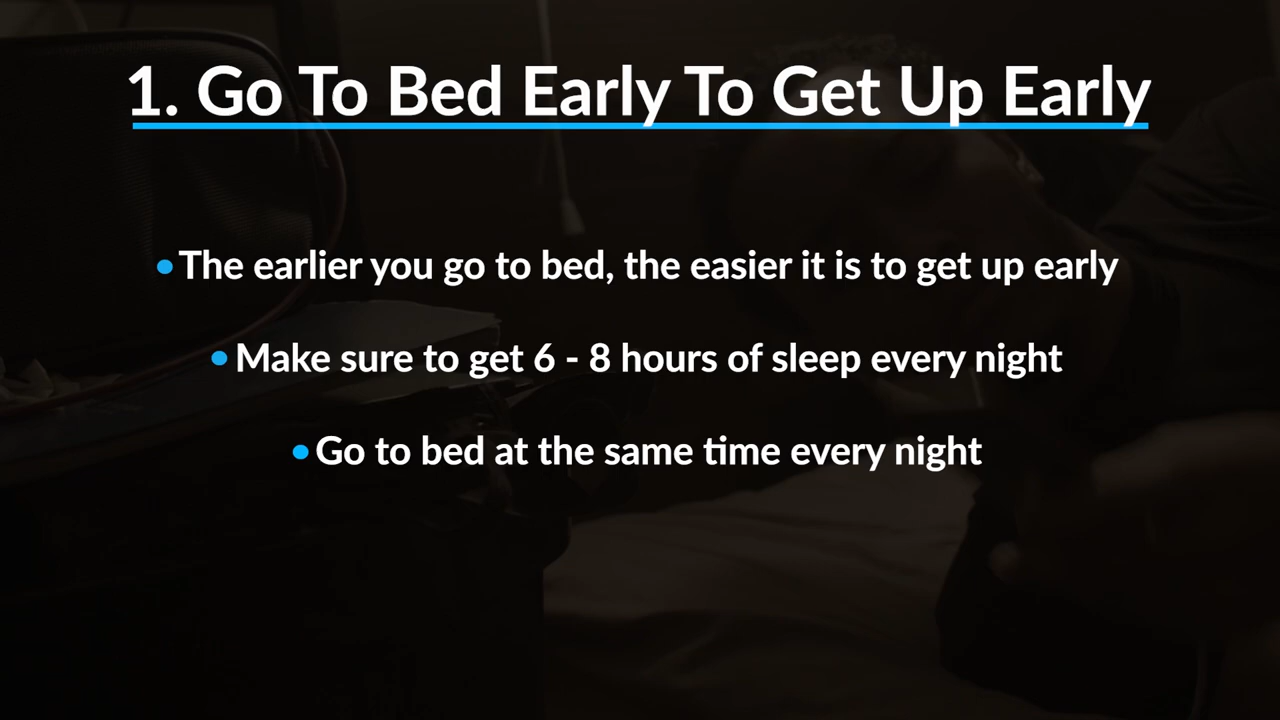 1. Go To Bed Early To Get Up Early
•The earlier you go to bed, the easier it is to get up early
•Make sure to get 6 - 8 hours of sleep every night
•Go to bed at the same time every night